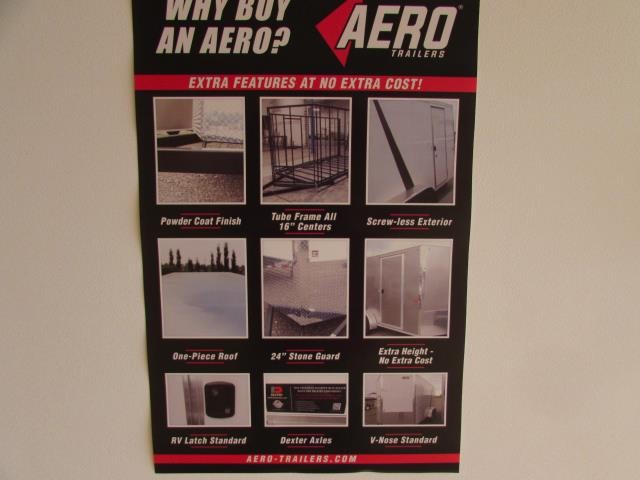 WHY BUY
AN AERO?
AERO
TRAILERS
EXTRA FEATURES AT NO EXTRA COST!
Powder Coat Finish
Tube Frame All
16" Centers
Screw-less Exterior
One-Piece Roof
24" Stone Guard
Extra Height -
No Extra Cost
RV Latch Standard
Dexter Axles
V-Nose Standard
AERO-TRAILERS.COM